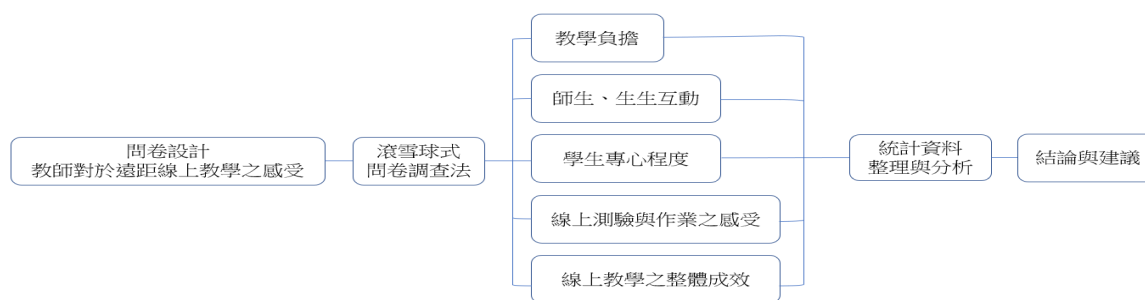 問卷設計
教師對於遠距線上教學之感受
滾雪球式
問卷調查法
教學負擔
師生、生生互動
學生專心程度
線上測驗與作業之感受
線上教學之整體成效
統計資料
整理與分析
結論與建議